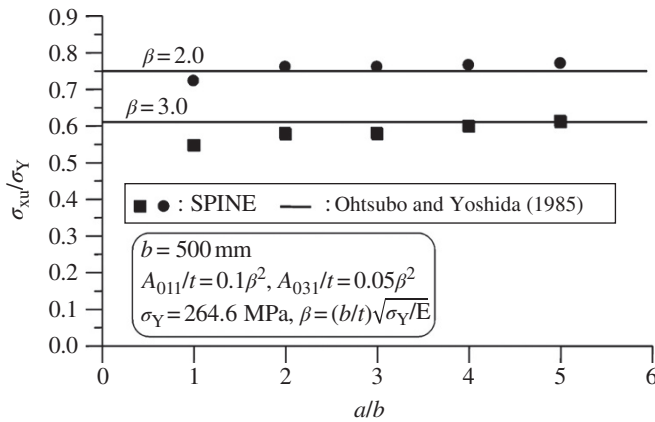 0.9
0.8
0.7
0.6
0.5
0.4
0.3
0.2
0.1
0.0
σxu/σY
β=2.0
β=3.0
■ ● : SPINE — : Ohtsubo and Yoshida (1985)
b = 500 mm
A011/t=0.1β², A031/t=0.05β²
σY=264.6 MPa, β=(b/t)√σY/E
0 1 2 3 4 5 6
a/b